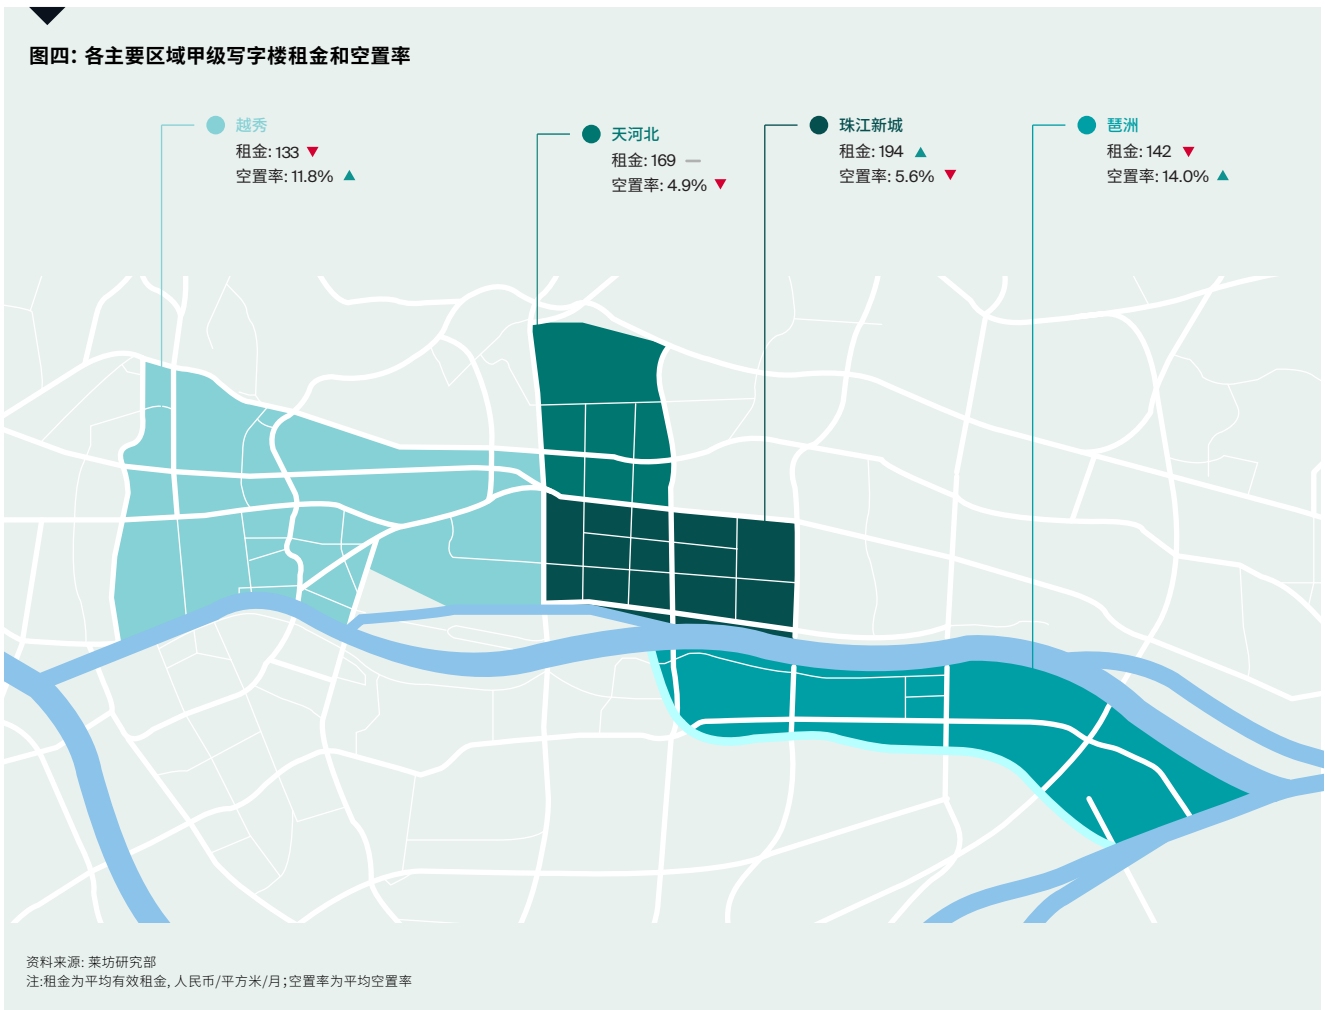 图四：各主要区域甲级写字楼租金和空置率
越秀
租金: 133
空置率: 11.8%
天河北
租金: 169
空置率: 4.9%
珠江新城
租金: 194
空置率: 5.6%
琶洲
租金: 142
空置率: 14.0%
资料来源: 莱坊研究部
注:租金为平均有效租金, 人民币/平方米/月；空置率为平均空置率